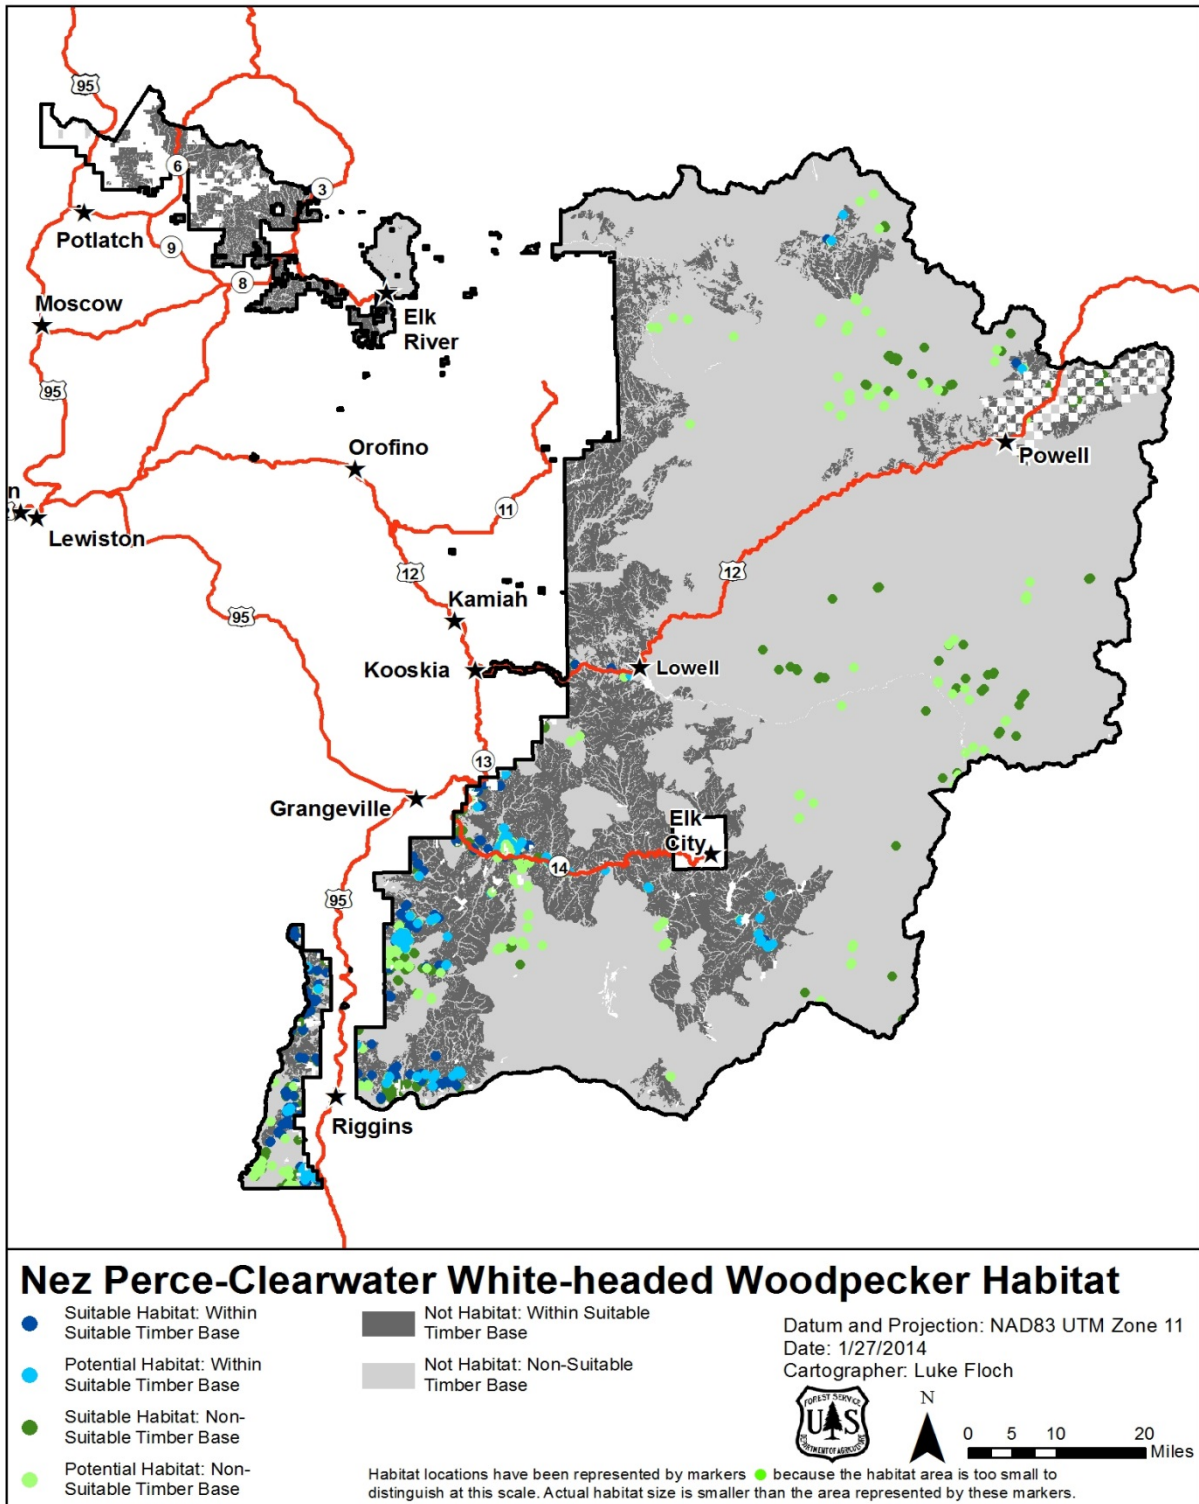 95
6
3
Potlatch
9
8
Moscow
Elk
River
95
Orofino
Powell
n
Lewiston
11
12
12
Kamiah
95
Kooskia
Lowell
13
Grangeville
Elk
City
14
95
Riggins
Nez Perce-Clearwater White-headed Woodpecker Habitat
Suitable Habitat: Within
Suitable Timber Base
Potential Habitat: Within
Suitable Timber Base
Suitable Habitat: Non-
Suitable Timber Base
Potential Habitat: Non-
Suitable Timber Base
Not Habitat: Within Suitable
Timber Base
Not Habitat: Non-Suitable
Timber Base
Datum and Projection: NAD83 UTM Zone 11
Date: 1/27/2014
Cartographer: Luke Floch
FOREST SERVICE
U S
DEPARTMENT OF AGRICULTURE
N
0 5 10 20
Miles
Habitat locations have been represented by markers because the habitat area is too small to
distinguish at this scale. Actual habitat size is smaller than the area represented by these markers.